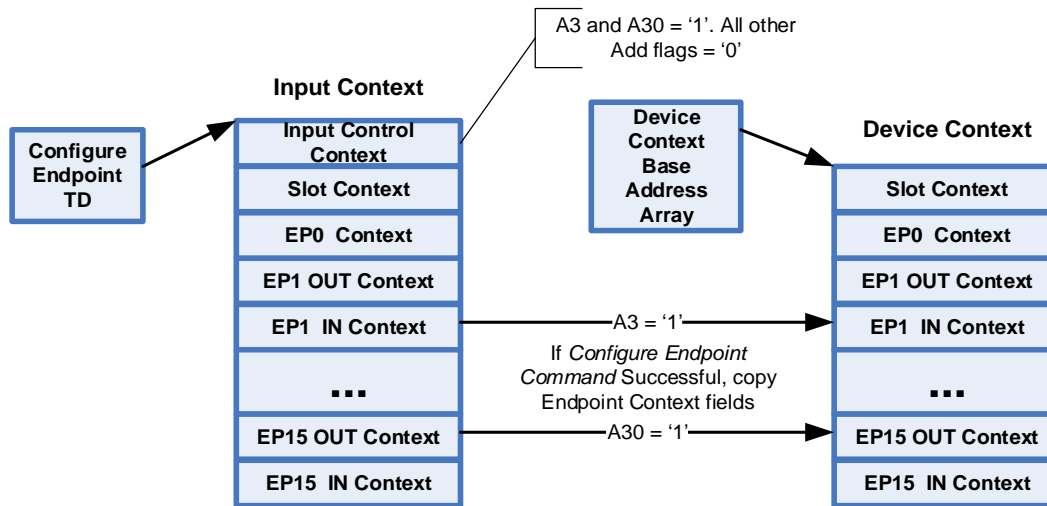 A3 and A30 = ‘1’. All other
Add flags = ‘0’
Input Context
Configure
Endpoint
TD
Input Control
Context
Slot Context
EP0 Context
EP1 OUT Context
EP1 IN Context
...
EP15 OUT Context
EP15 IN Context
Device
Context
Base
Address
Array
A3 = ‘1’
If Configure Endpoint
Command Successful, copy
Endpoint Context fields
A30 = ‘1’
Device Context
Slot Context
EP0 Context
EP1 OUT Context
EP1 IN Context
...
EP15 OUT Context
EP15 IN Context